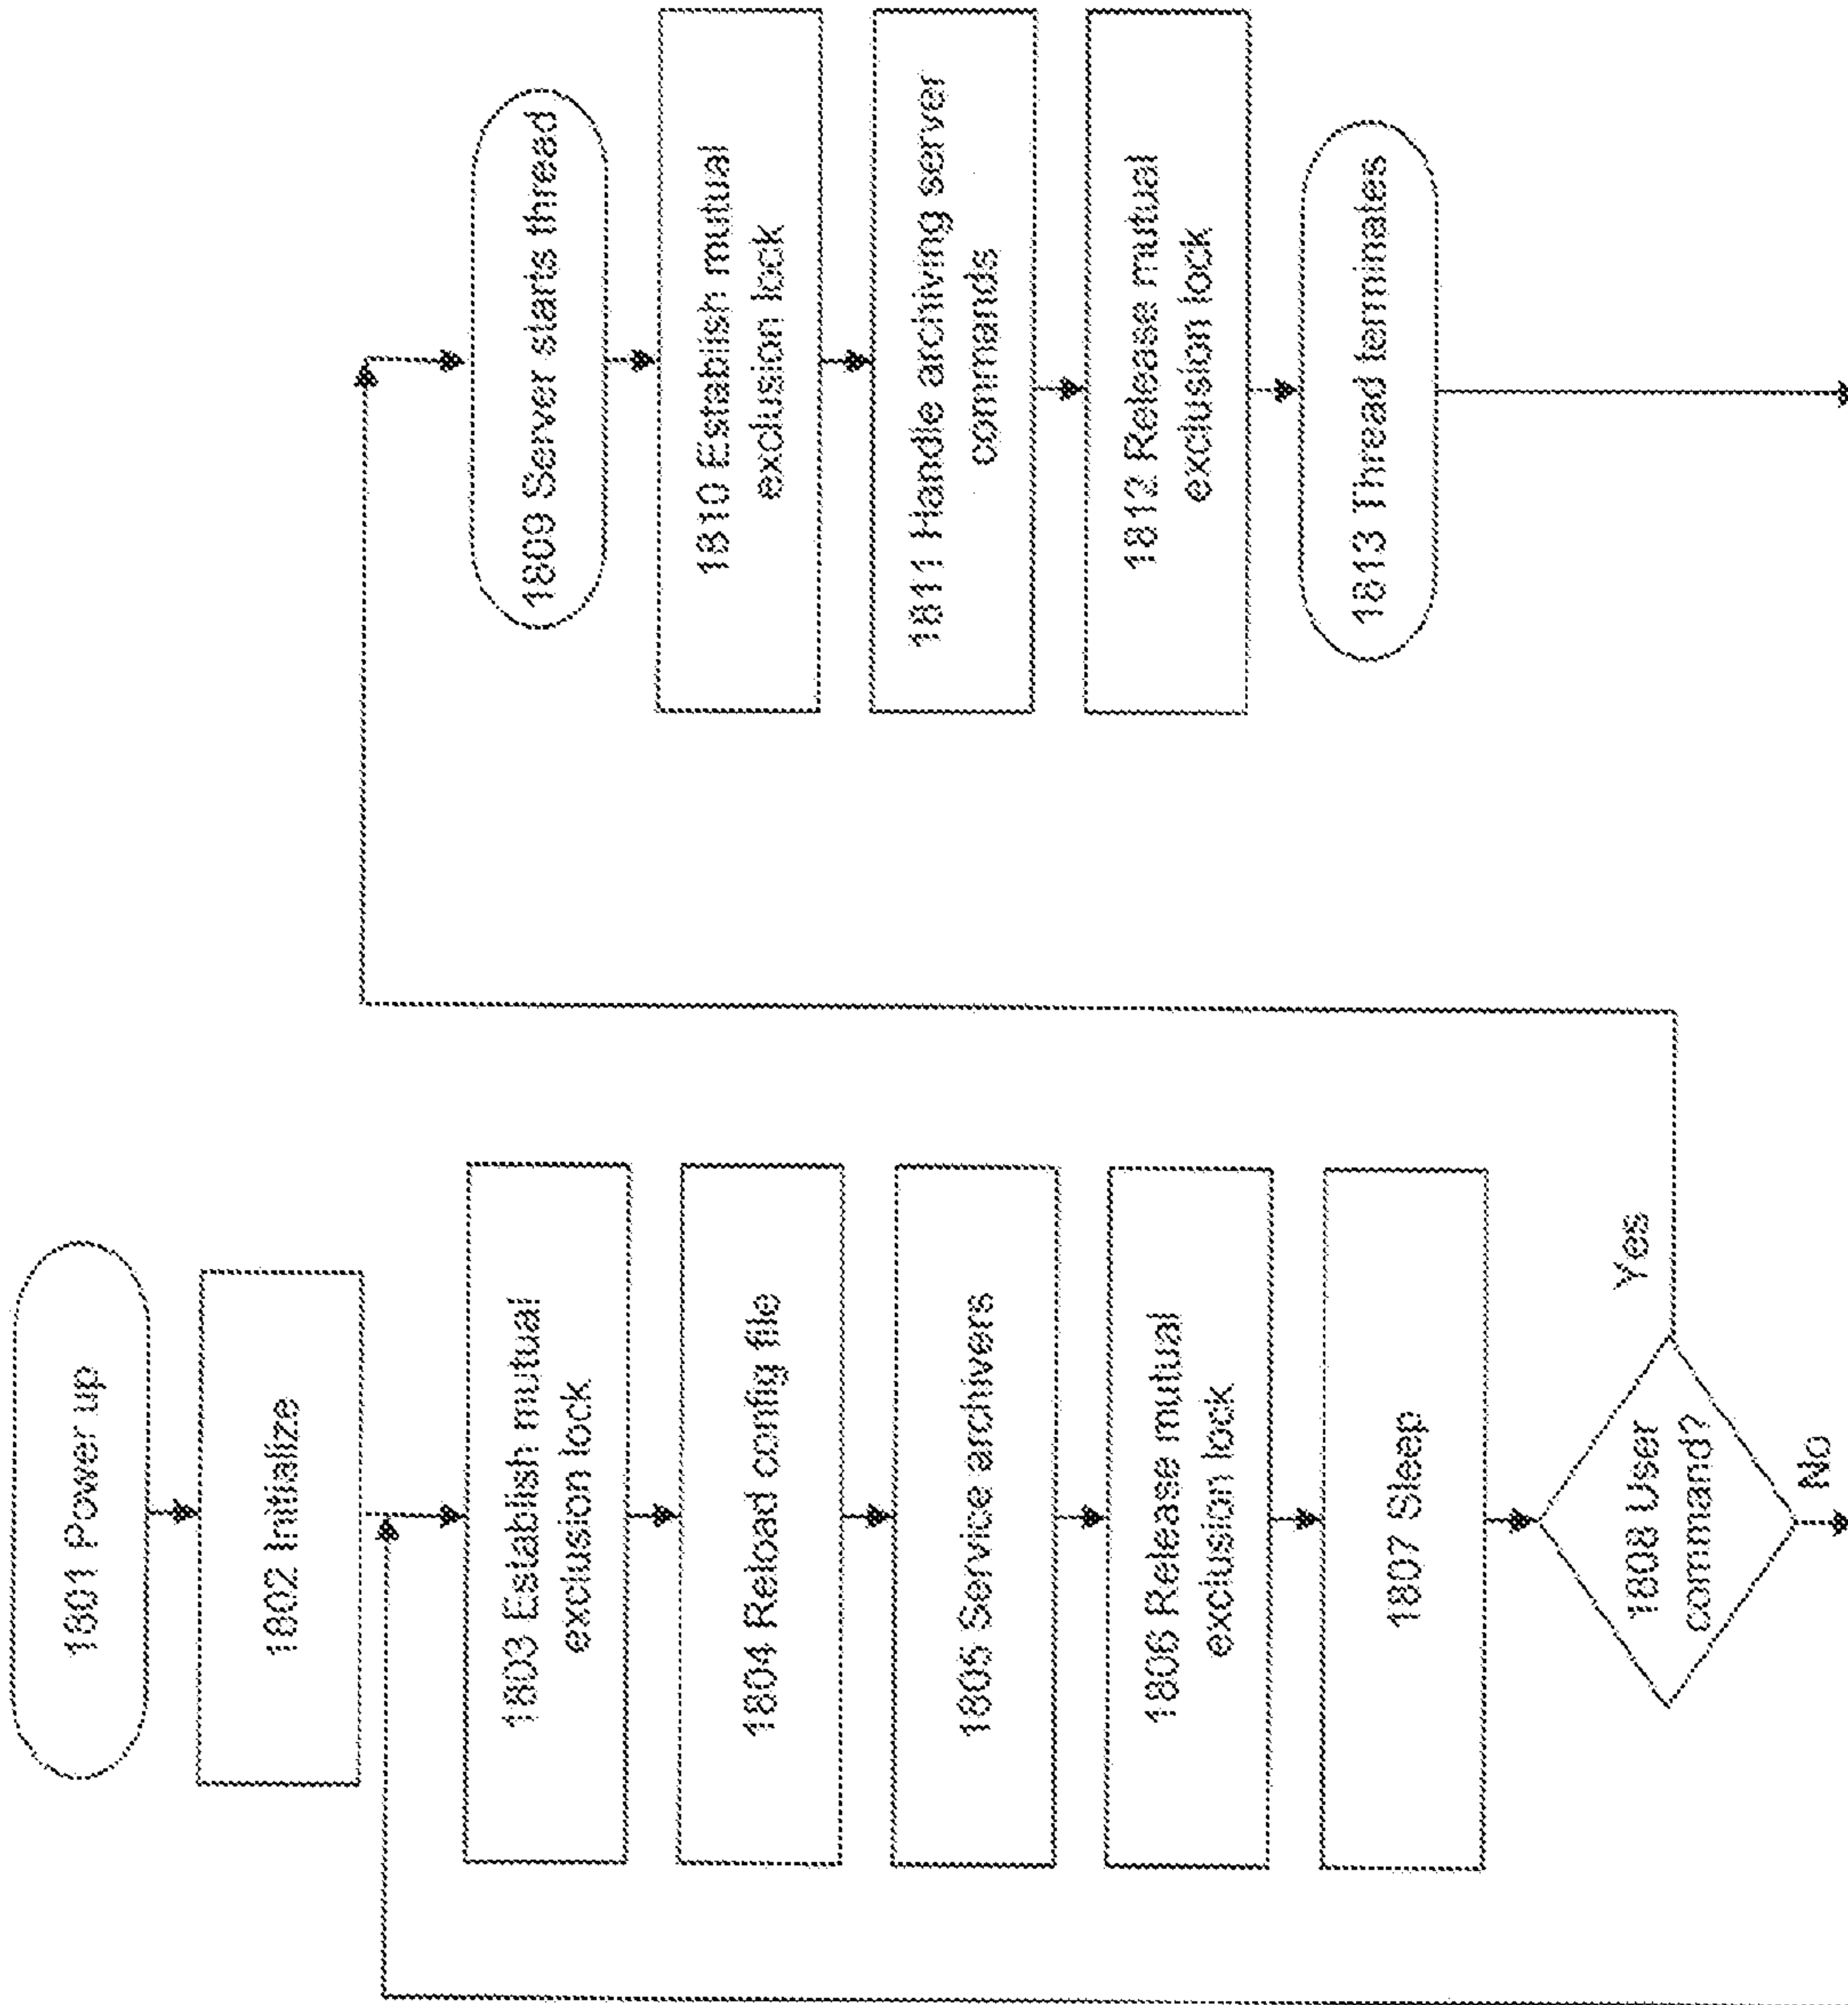 1801 Power up
1802 Initialize
1803 Establish mutual
exclusion lock
1804 Reload config file
1805 Service archivers
1806 Release mutual
exclusion lock
1807 Sleep
1808 User
command?
Yes
No
1809 Server starts thread
1810 Establish mutual
exclusion lock
1811 Handle archiving server
commands
1812 Release mutual
exclusion lock
1813 Thread terminates